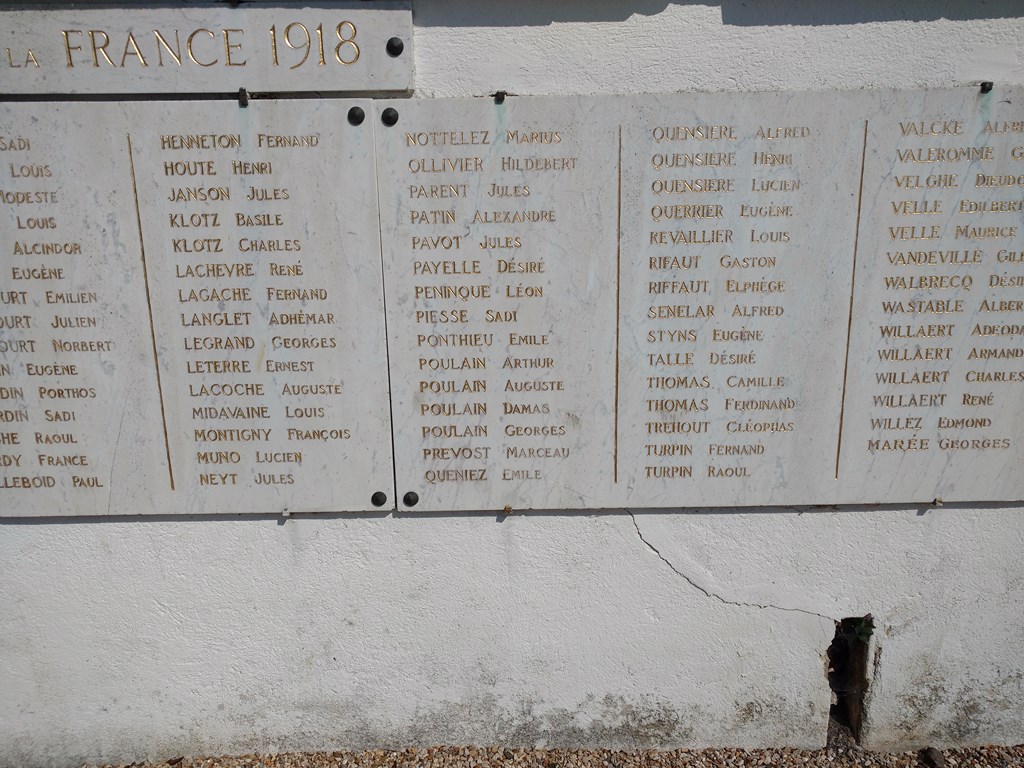 LA FRANCE 1918
SADI
LOUIS
MODESTE
LOUIS
ALCINDOR
EUGÈNE
EMILIEN
JULIEN
NORBERT
EUGÈNE
PORTHOS
SADI
RAOUL
FRANCE
PAUL
HENNETON FERNAND
HOUTE HENRI
JANSON JULES
KLOTZ BASILE
KLOTZ CHARLES
LACHEVRE RENÉ
LAGACHE FERNAND
LANGLET ADHÉMAR
LEGRAND GEORGES
LETERRE ERNEST
LACOCHE AUGUSTE
MIDAVAINE LOUIS
MONTIGNY FRANÇOIS
MUNO LUCIEN
NEYT JULES
NOTTELEZ MARIUS
OLLIVIER HILDEBERT
PARENT JULES
PATIN ALEXANDRE
PAVOT JULES
PAYELLE DÉSIRÉ
PENINQUE LÉON
PIESSE SADI
PONTHIEU EMILE
POULAIN ARTHUR
POULAIN AUGUSTE
POULAIN DAMAS
POULAIN GEORGES
PREVOST MARCEAU
QUENIEZ EMILE
QUENSIERE ALFRED
QUENSIERE HENRI
QUENSIERE LUCIEN
QUERRIER EUGÈNE
REVAILLIER LOUIS
RIFAUT GASTON
RIFFAUT ELPHÈGE
SENELAR ALFRED
STYNS EUGÈNE
TALLE DÉSIRÉ
THOMAS CAMILLE
THOMAS FERDINAND
TREHOUT CLÉOPHAS
TURPIN FERNAND
TURPIN RAOUL
VALCKE
VALEROMME
VELGHE
VELLE EDILBERT
VELLE MAURICE
VANDEVILLE
WALBRECQ
WASTABLE
WILLAERT
WILLAERT ARMAND
WILLAERT CHARLES
WILLAERT RENÉ
WILLEZ EDMOND
MARÉE GEORGES